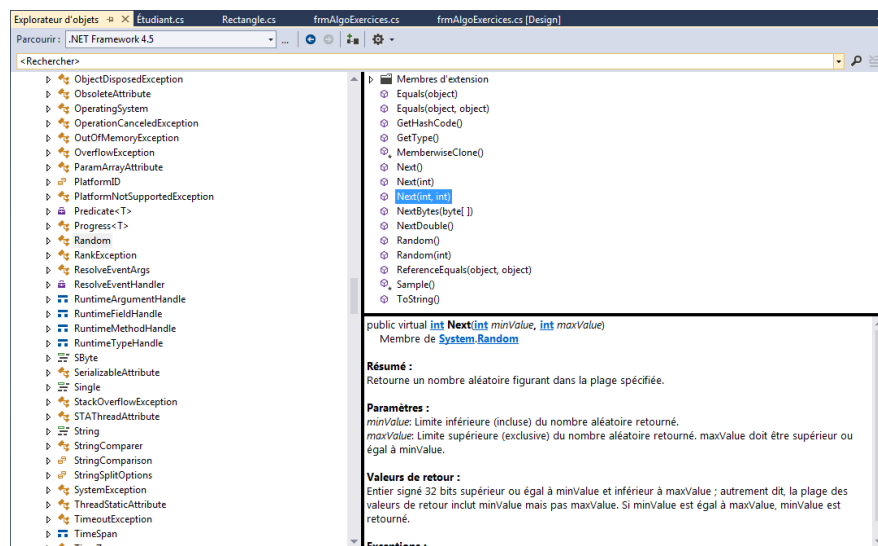 Explorateur d'objets
Étudiant.cs
Rectangle.cs
frmAlgoExercices.cs
frmAlgoExercices.cs [Design]
Parcourir : .NET Framework 4.5
...
<Rechercher>
ObjectDisposedException
ObsoleteAttribute
OperatingSystem
OperationCanceledException
OutOfMemoryException
OverflowException
ParamArrayAttribute
PlatformID
PlatformNotSupportedException
Predicate<T>
Progress<T>
Random
RankException
ResolveEventArgs
ResolveEventHandler
RuntimeArgumentHandle
RuntimeFieldHandle
RuntimeMethodHandle
RuntimeTypeHandle
SByte
SerializableAttribute
Single
StackOverflowException
STAThreadAttribute
String
StringComparer
StringComparison
StringSplitOptions
SystemException
ThreadStaticAttribute
TimeoutException
TimeSpan
Membres d'extension
Equals(object)
Equals(object, object)
GetHashCode()
GetType()
MemberwiseClone()
Next()
Next(int)
Next(int, int)
NextBytes(byte[ ])
NextDouble()
Random()
Random(int)
ReferenceEquals(object, object)
Sample()
ToString()
public virtual int Next(int minValue, int maxValue)
Membre de System.Random
Résumé :
Retourne un nombre aléatoire figurant dans la plage spécifiée.
Paramètres :
minValue: Limite inférieure (incluse) du nombre aléatoire retourné.
maxValue: Limite supérieure (exclusive) du nombre aléatoire retourné. maxValue doit être supérieur ou
égal à minValue.
Valeurs de retour :
Entier signé 32 bits supérieur ou égal à minValue et inférieur à maxValue ; autrement dit, la plage des
valeurs de retour inclut minValue mais pas maxValue. Si minValue est égal à maxValue, minValue est
retourné.
Exceptions :